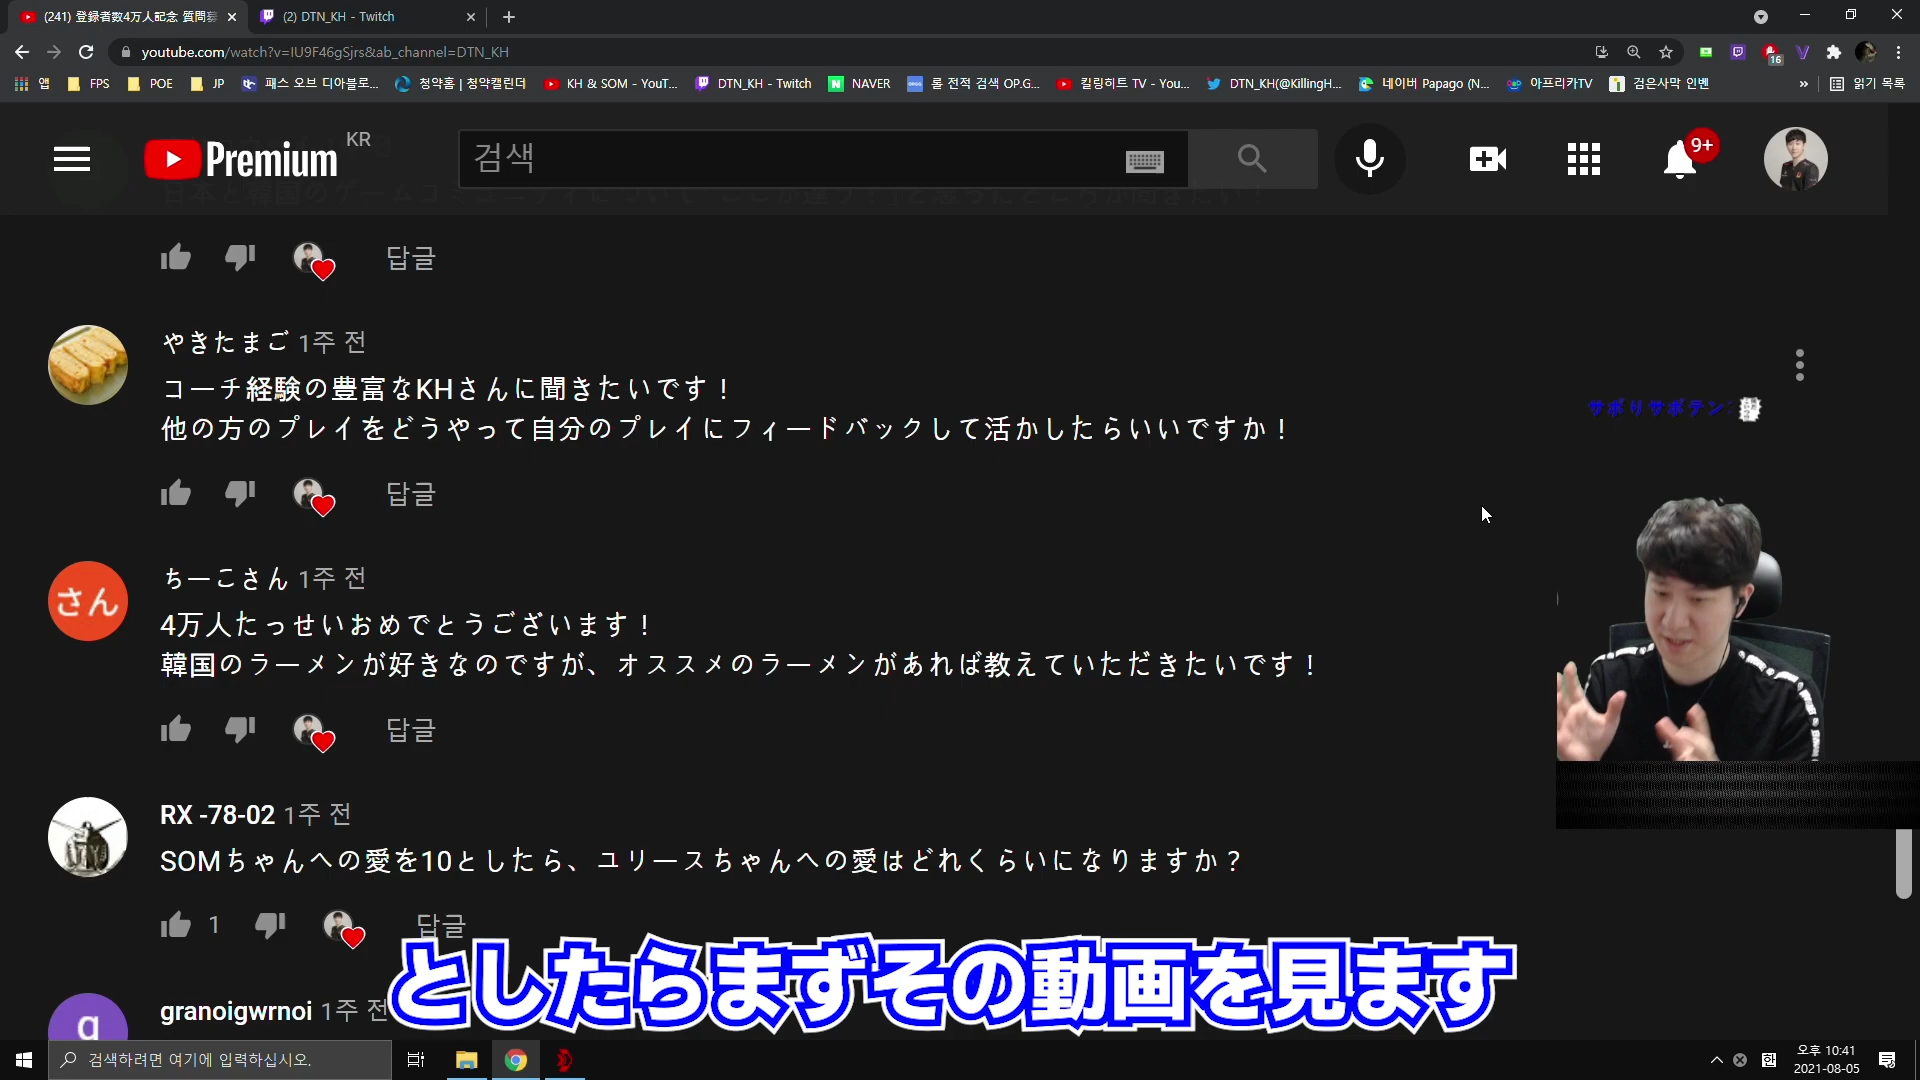 (241) 登録者数4万人記念 質問募
(2) DTN_KH - Twitch
youtube.com/watch?v=IU9F46gSjrs&ab_channel=DTN_KH
16
앱
FPS
POE
JP
패스 오브 디아블로...
청약홈 | 청약캘린더
KH & SOM - YouT...
DTN_KH - Twitch
NAVER
롤 전적 검색 OP.G...
킬링히트 TV - You...
DTN_KH(@KillingH...
네이버 Papago (N...
아프리카TV
검은사막 인벤
»
읽기 목록
Premium
KR
검색
9+
답글
やきたまご 1주 전
コーチ経験の豊富なKHさんに聞きたいです！
他の方のプレイをどうやって自分のプレイにフィードバックして活かしたらいいですか！
サボりサボテン:
답글
さん
ちーこさん 1주 전
4万人たっせいおめでとうございます！
韓国のラーメンが好きなのですが、オススメのラーメンがあれば教えていただきたいです！
답글
RX -78-02 1주 전
SOMちゃんへの愛を10としたら、ユリースちゃんへの愛はどれくらいになりますか？
1
답글
としたらまずその動画を見ます
g
granoigwrnoi 1주 전
검색하려면 여기에 입력하십시오.
한
오후 10:41
2021-08-05